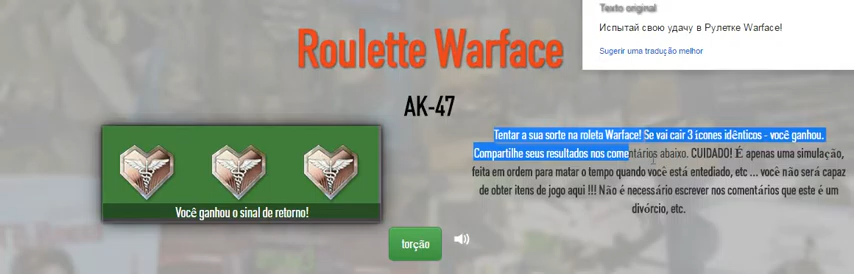 Texto original
Испытай свою удачу в Рулетке Warface!
Sugerir uma tradução melhor
Roulette Warface
AK-47
Tentar a sua sorte na roleta Warface! Se vai cair 3 ícones idênticos - você ganhou.
Compartilhe seus resultados nos comentários abaixo. CUIDADO! É apenas uma simulação,
feita em ordem para matar o tempo quando você está entediado, etc ... você não será capaz
de obter itens de jogo aqui !!! Não é necessário escrever nos comentários que este é um
divórcio, etc.
Você ganhou o sinal de retorno!
torção